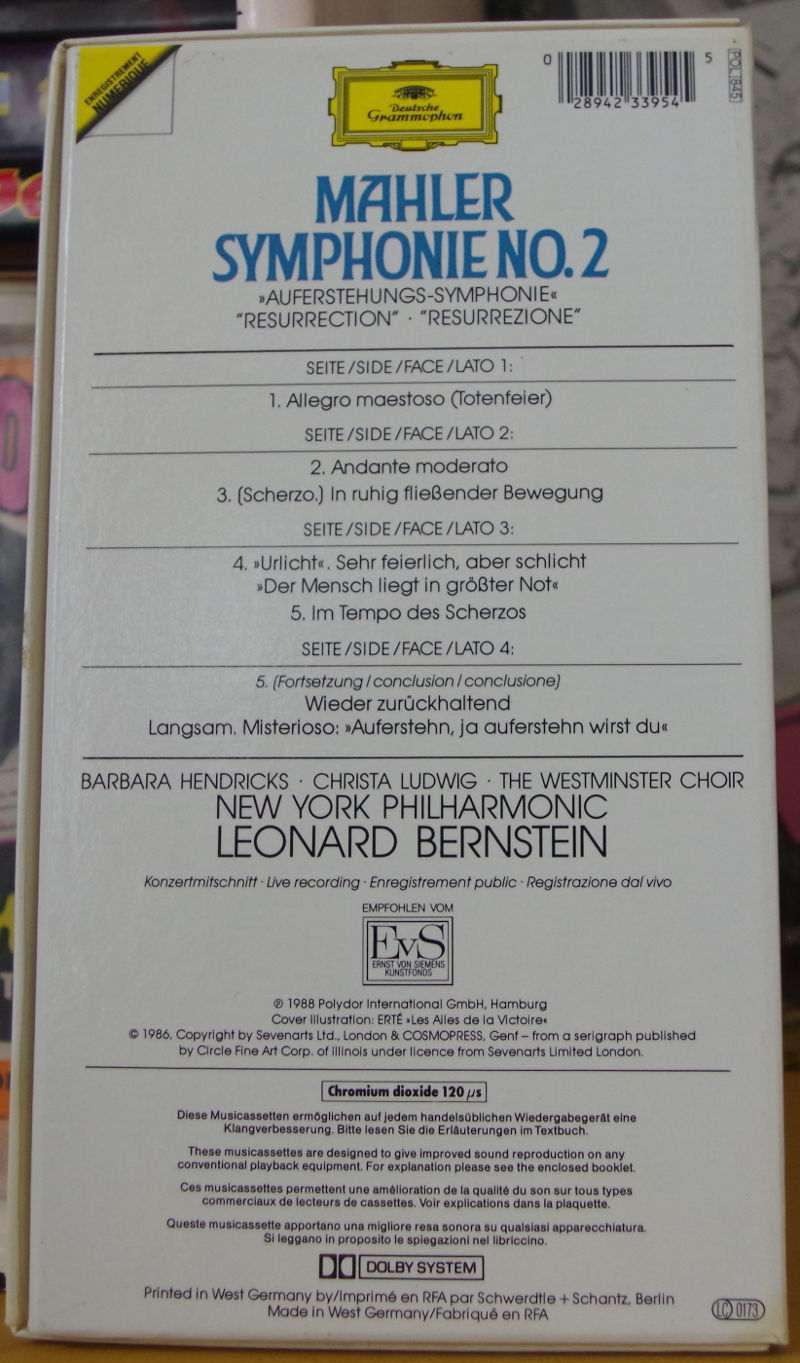 ENREGISTREMENT
NUMÉRIQUE
Deutsche
Grammophon
0 28942 33954 5
POL 845
MAHLER
SYMPHONIE NO. 2
»AUFERSTEHUNGS-SYMPHONIE«
"RESURRECTION" · "RESURREZIONE"
SEITE/SIDE/FACE/LATO 1:
1. Allegro maestoso (Totenfeier)
SEITE/SIDE/FACE/LATO 2:
2. Andante moderato
3. (Scherzo.) In ruhig fließender Bewegung
SEITE/SIDE/FACE/LATO 3:
4. »Urlicht«. Sehr feierlich, aber schlicht
»Der Mensch liegt in größter Not«
5. Im Tempo des Scherzos
SEITE/SIDE/FACE/LATO 4:
5. (Fortsetzung / conclusion / conclusione)
Wieder zurückhaltend
Langsam. Misterioso: »Auferstehn, ja auferstehn wirst du«
BARBARA HENDRICKS · CHRISTA LUDWIG · THE WESTMINSTER CHOIR
NEW YORK PHILHARMONIC
LEONARD BERNSTEIN
Konzertmitschnitt · Live recording · Enregistrement public · Registrazione dal vivo
EMPFOHLEN VOM
EvS
ERNST VON SIEMENS
KUNSTFONDS
℗ 1988 Polydor International GmbH, Hamburg
Cover Illustration: ERTÉ »Les Ailes de la Victoire«
© 1986, Copyright by Sevenarts Ltd., London & COSMOPRESS, Genf – from a serigraph published
by Circle Fine Art Corp. of Illinois under licence from Sevenarts Limited London.
Chromium dioxide 120 µs
Diese Musicassetten ermöglichen auf jedem handelsüblichen Wiedergabegerät eine
Klangverbesserung. Bitte lesen Sie die Erläuterungen im Textbuch.
These musicassettes are designed to give improved sound reproduction on any
conventional playback equipment. For explanation please see the enclosed booklet.
Ces musicassettes permettent une amélioration de la qualité du son sur tous types
commerciaux de lecteurs de cassettes. Voir explications dans la plaquette.
Queste musicassette apportano una migliore resa sonora su qualsiasi apparecchiatura.
Si leggano in proposito le spiegazioni nel libriccino.
DOLBY SYSTEM
Printed in West Germany by/Imprimé en RFA par Schwerdtle + Schantz, Berlin
Made in West Germany/Fabriqué en RFA
LC 0173